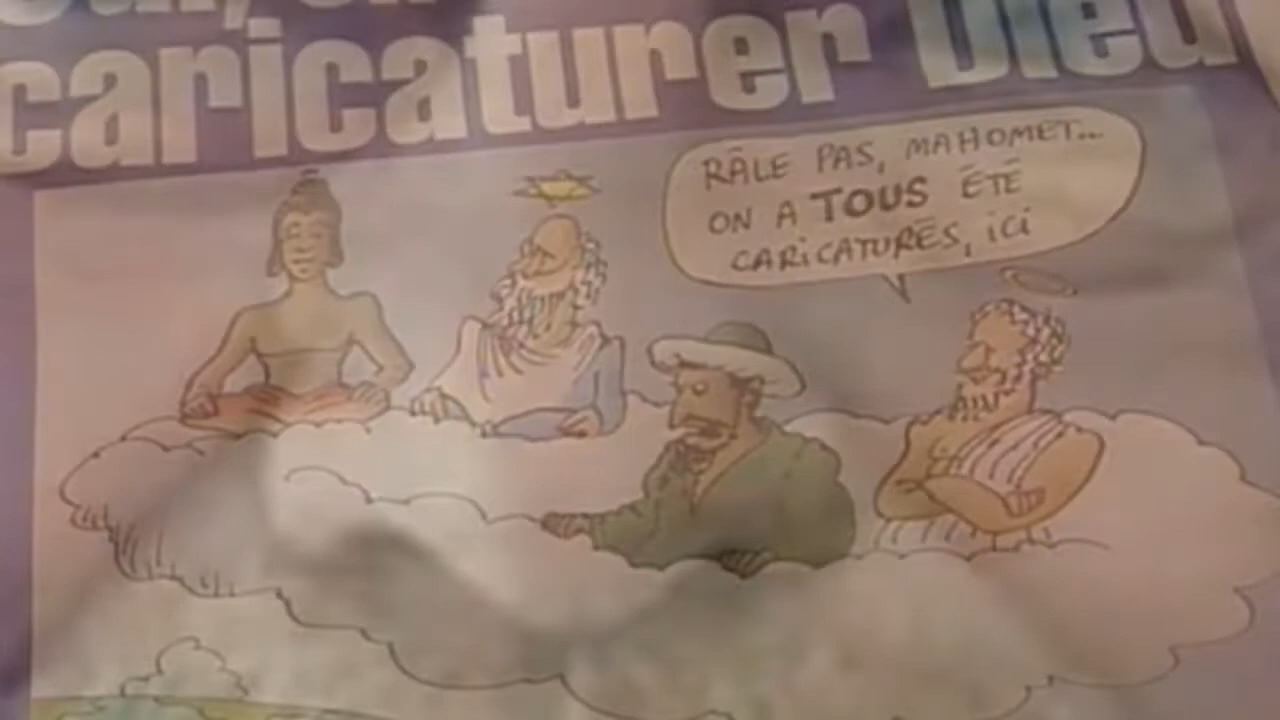 caricaturer Dieu
RÂLE PAS, MAHOMET...
ON A TOUS ÉTÉ
CARICATURÉS, ICI